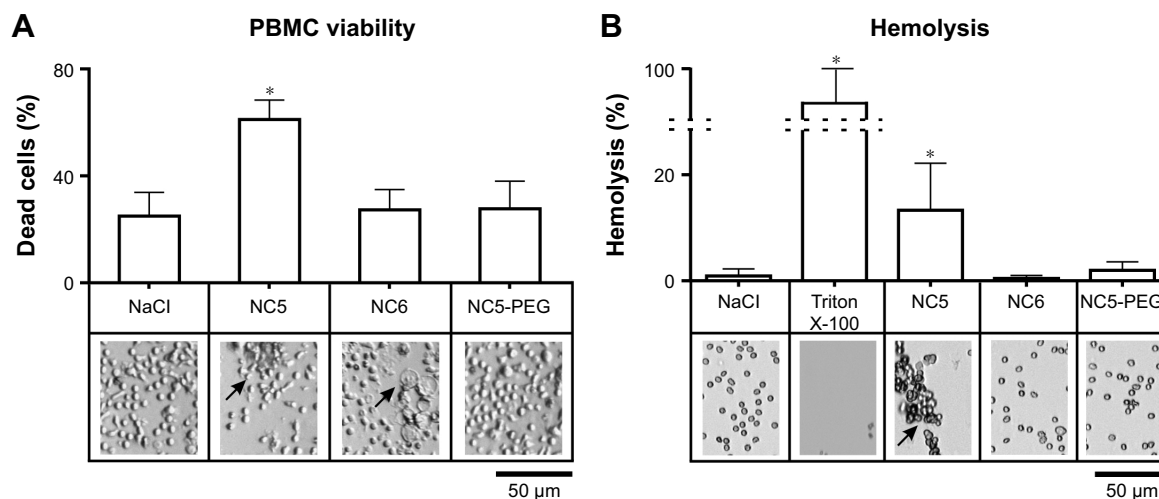 A
PBMC viability
Dead cells (%)
80
40
0
*
NaCl
NC5
NC6
NC5-PEG
50 µm
B
Hemolysis
Hemolysis (%)
100
20
0
*
*
NaCl
Triton
X-100
NC5
NC6
NC5-PEG
50 µm